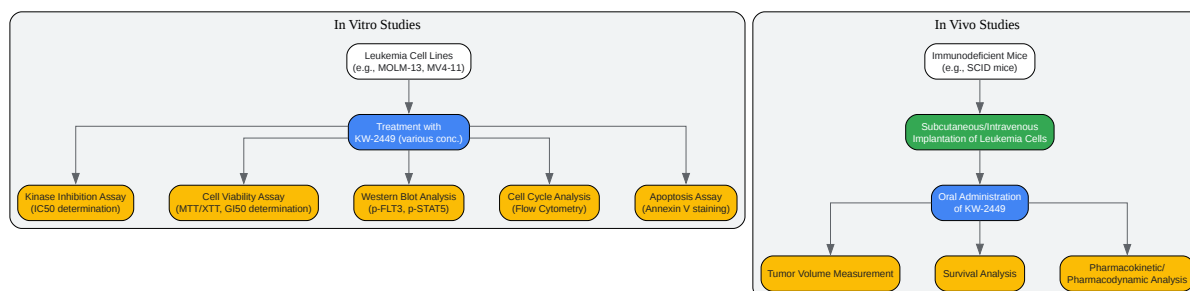 In Vitro Studies
Leukemia Cell Lines
(e.g., MOLM-13, MV4-11)
Treatment with
KW-2449 (various conc.)
Kinase Inhibition Assay
(IC50 determination)
Cell Viability Assay
(MTT/XTT, GI50 determination)
Western Blot Analysis
(p-FLT3, p-STAT5)
Cell Cycle Analysis
(Flow Cytometry)
Apoptosis Assay
(Annexin V staining)
In Vivo Studies
Immunodeficient Mice
(e.g., SCID mice)
Subcutaneous/Intravenous
Implantation of Leukemia Cells
Oral Administration
of KW-2449
Tumor Volume Measurement
Survival Analysis
Pharmacokinetic/
Pharmacodynamic Analysis